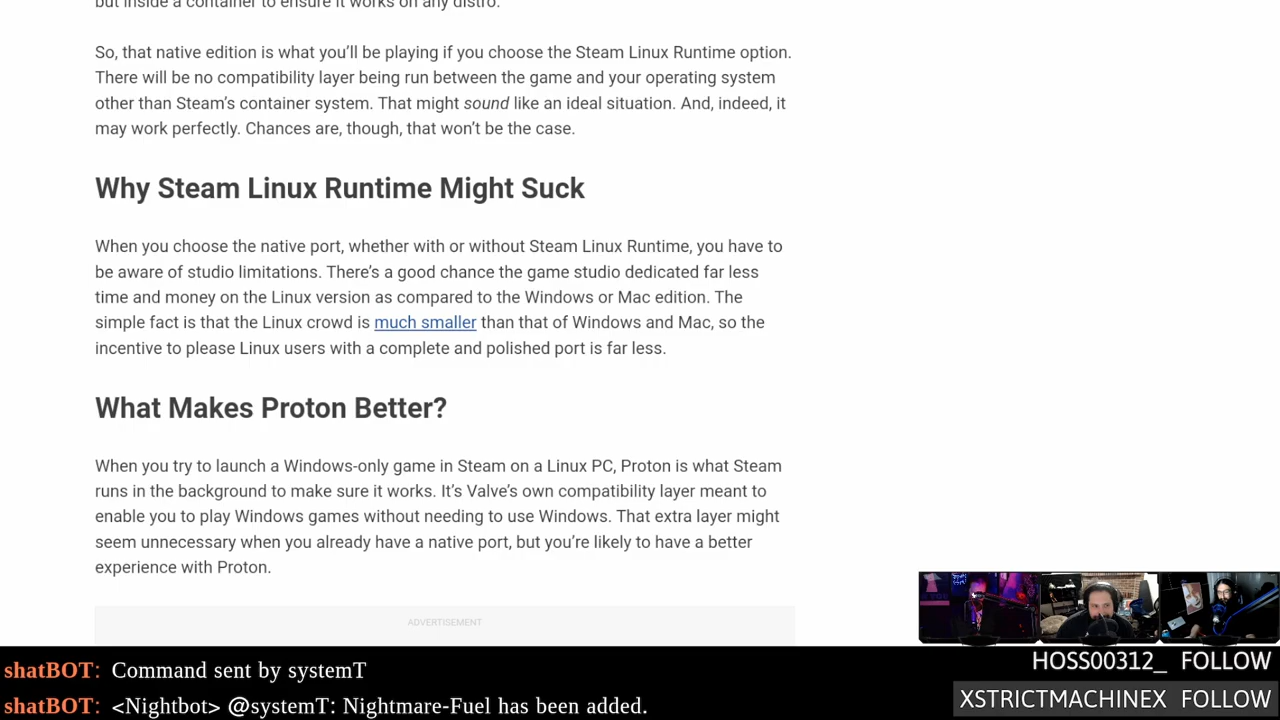 but inside a container to ensure it works on any distro.
So, that native edition is what you’ll be playing if you choose the Steam Linux Runtime option.
There will be no compatibility layer being run between the game and your operating system
other than Steam’s container system. That might sound like an ideal situation. And, indeed, it
may work perfectly. Chances are, though, that won’t be the case.
Why Steam Linux Runtime Might Suck
When you choose the native port, whether with or without Steam Linux Runtime, you have to
be aware of studio limitations. There’s a good chance the game studio dedicated far less
time and money on the Linux version as compared to the Windows or Mac edition. The
simple fact is that the Linux crowd is much smaller than that of Windows and Mac, so the
incentive to please Linux users with a complete and polished port is far less.
What Makes Proton Better?
When you try to launch a Windows-only game in Steam on a Linux PC, Proton is what Steam
runs in the background to make sure it works. It’s Valve’s own compatibility layer meant to
enable you to play Windows games without needing to use Windows. That extra layer might
seem unnecessary when you already have a native port, but you’re likely to have a better
experience with Proton.
ADVERTISEMENT
shatBOT: Command sent by systemT
shatBOT: <Nightbot> @systemT: Nightmare-Fuel has been added.
HOSS00312_ FOLLOW
XSTRICTMACHINEX FOLLOW